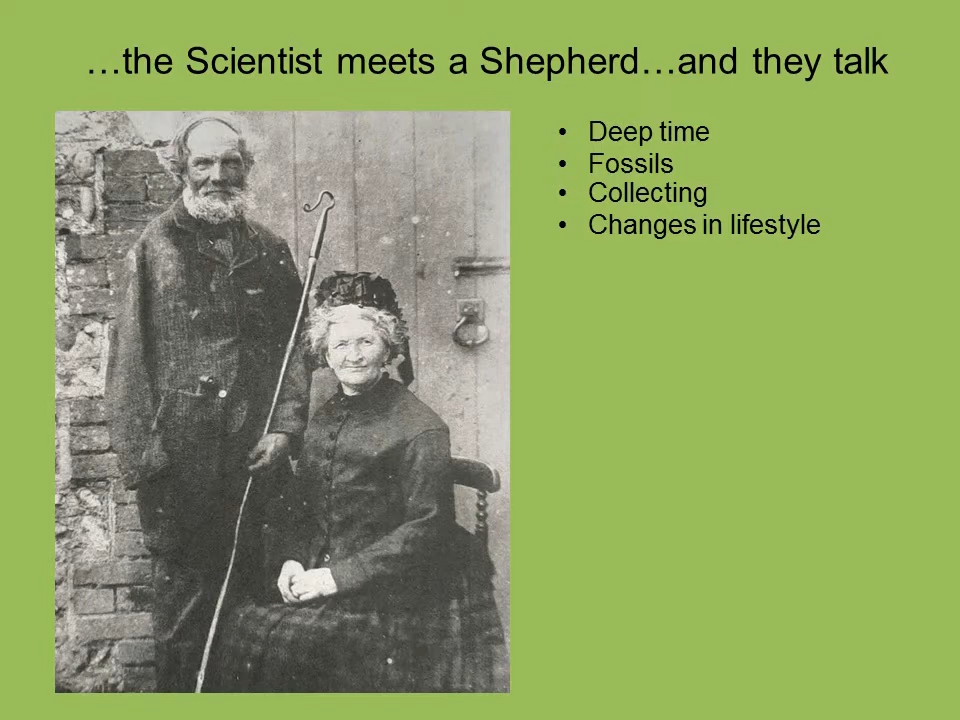 …the Scientist meets a Shepherd…and they talk
• Deep time
• Fossils
• Collecting
• Changes in lifestyle